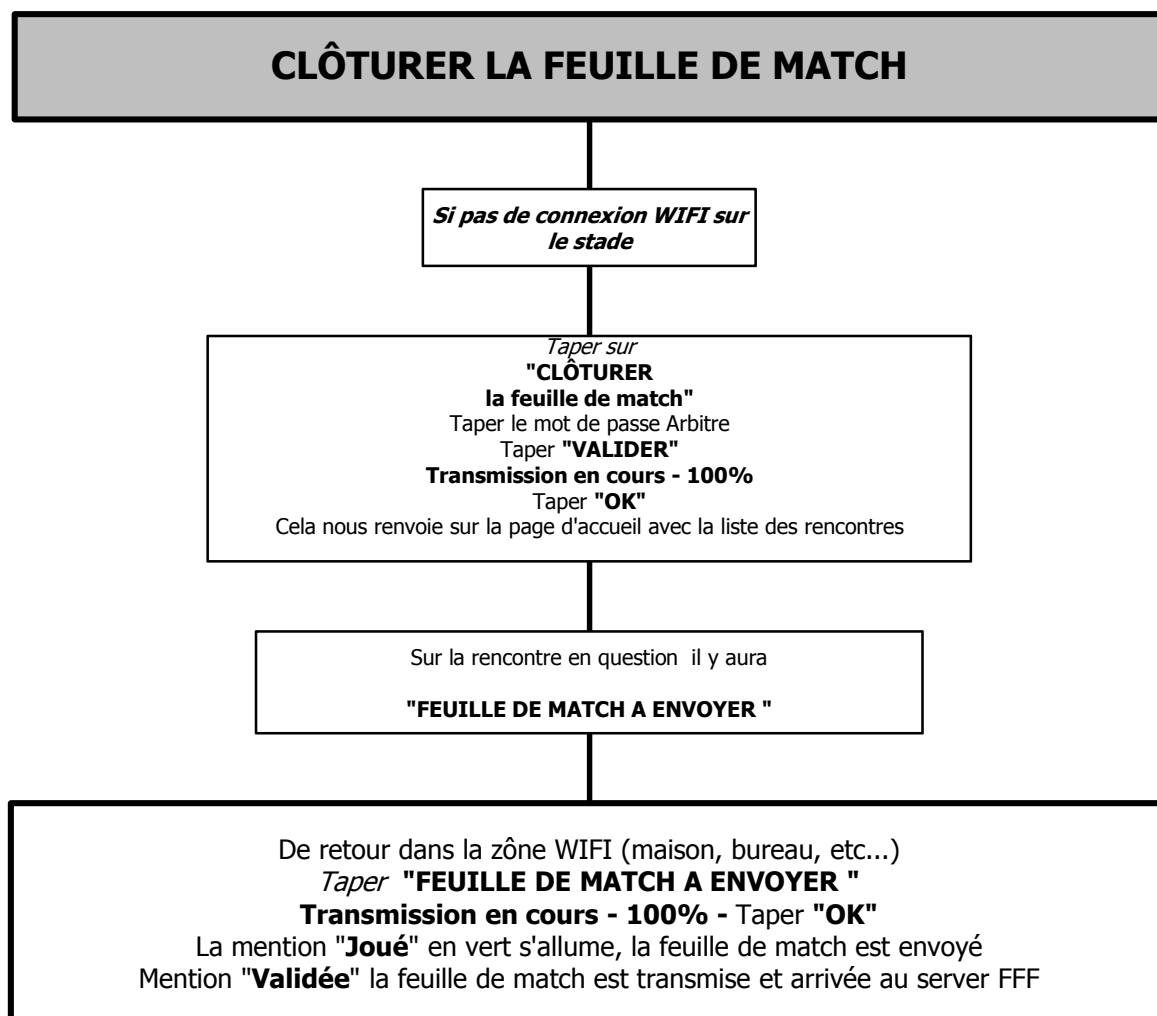 CLÔTURER LA FEUILLE DE MATCH
Si pas de connexion WIFI sur
le stade
Taper sur
"CLÔTURER
la feuille de match"
Taper le mot de passe Arbitre
Taper "VALIDER"
Transmission en cours - 100%
Taper "OK"
Cela nous renvoie sur la page d'accueil avec la liste des rencontres
Sur la rencontre en question  il y aura
"FEUILLE DE MATCH A ENVOYER "
De retour dans la zône WIFI (maison, bureau, etc...)
Taper  "FEUILLE DE MATCH A ENVOYER "
Transmission en cours - 100% - Taper "OK"
La mention "Joué" en vert s'allume, la feuille de match est envoyé
Mention "Validée" la feuille de match est transmise et arrivée au server FFF